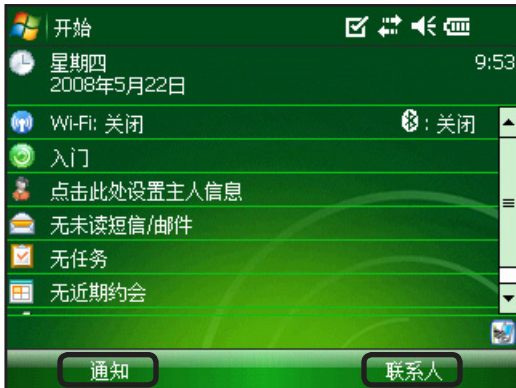 开始
星期四 9:53
2008年5月22日
Wi-Fi: 关闭 : 关闭
入门
点击此处设置主人信息
无未读短信/邮件
无任务
无近期约会
通知 联系人